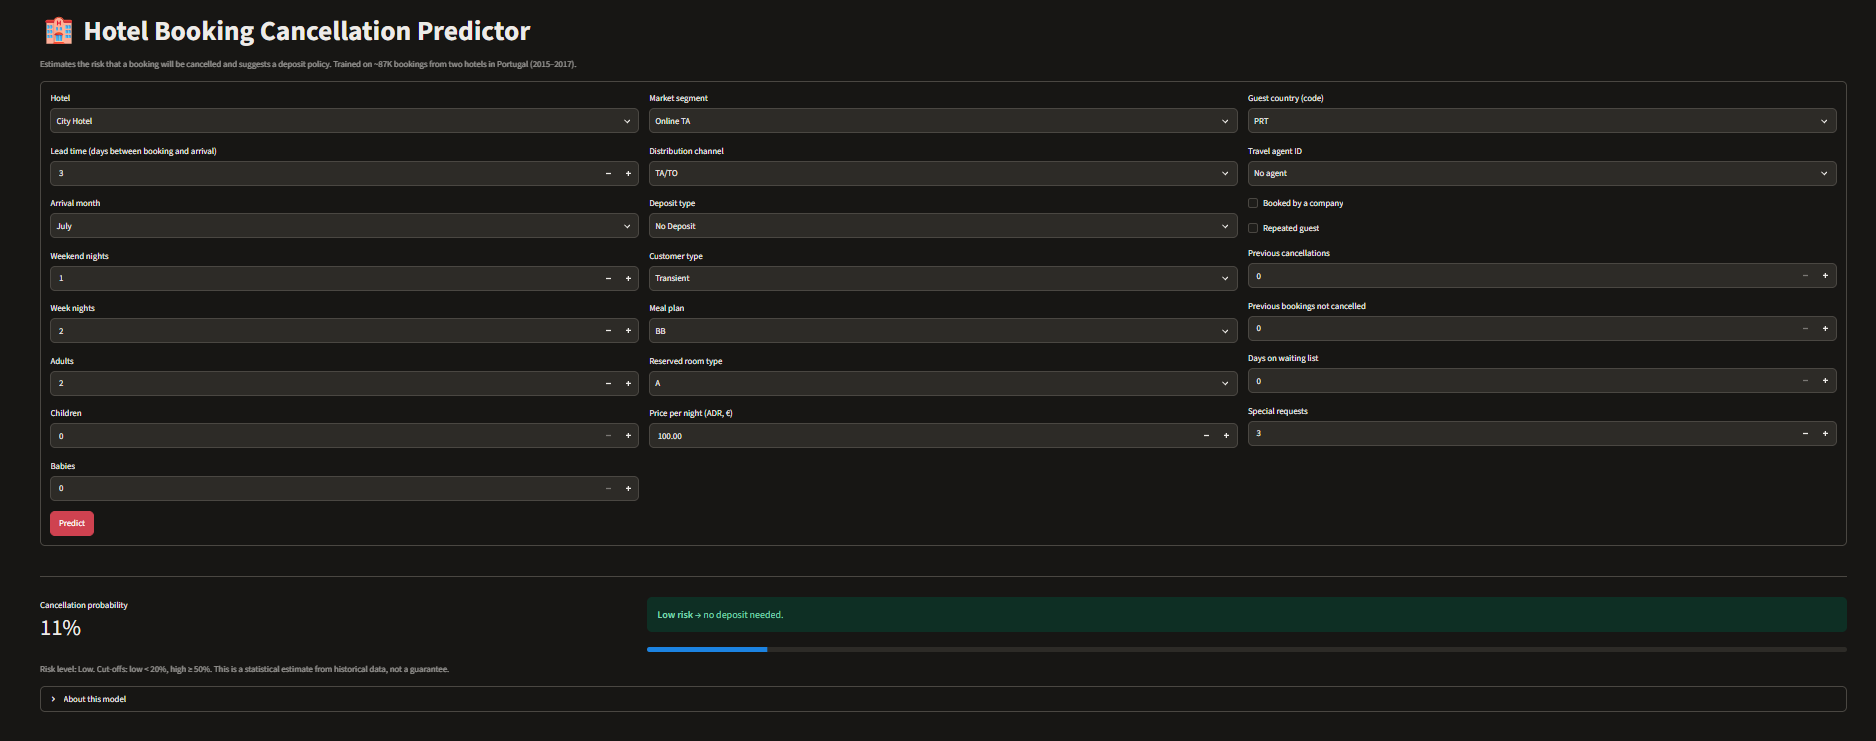 Hotel Booking Cancellation Predictor
Estimates the risk that a booking will be cancelled and suggests a deposit policy. Trained on ~87K bookings from two hotels in Portugal (2015–2017).
Hotel
City Hotel
Lead time (days between booking and arrival)
3
Arrival month
July
Weekend nights
1
Week nights
2
Adults
2
Children
0
Babies
0
Predict
Market segment
Online TA
Distribution channel
TA/TO
Deposit type
No Deposit
Customer type
Transient
Meal plan
BB
Reserved room type
A
Price per night (ADR, €)
100.00
Guest country (code)
PRT
Travel agent ID
No agent
Booked by a company
Repeated guest
Previous cancellations
0
Previous bookings not cancelled
0
Days on waiting list
0
Special requests
3
Cancellation probability
11%
Low risk → no deposit needed.
Risk level: Low. Cut-offs: low < 20%, high ≥ 50%. This is a statistical estimate from historical data, not a guarantee.
About this model